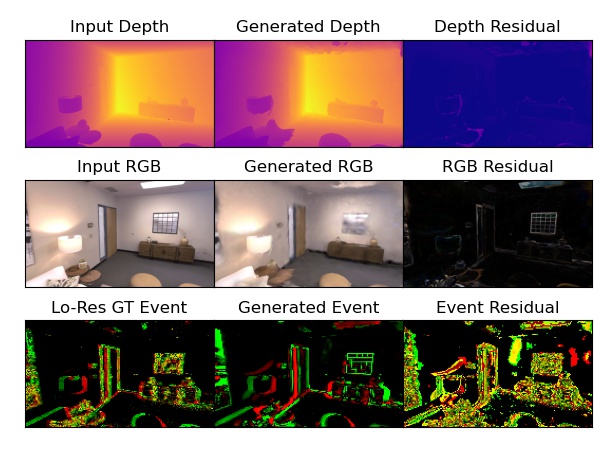 Input Depth
Generated Depth
Depth Residual
Input RGB
Generated RGB
RGB Residual
Lo-Res GT Event
Generated Event
Event Residual